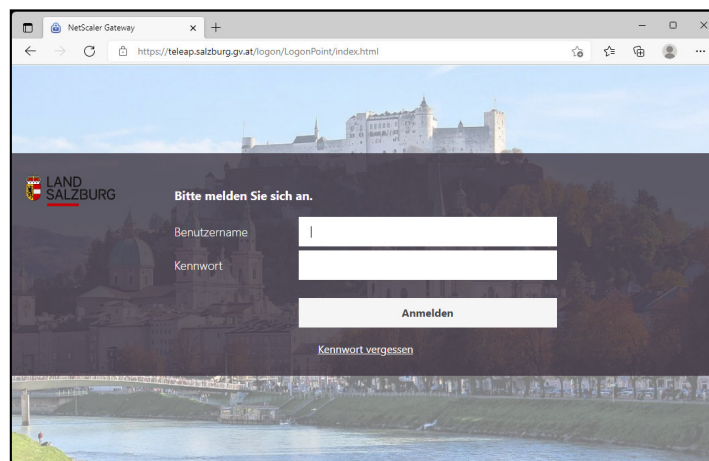 NetScaler Gateway
https://teleap.salzburg.gv.at/logon/LogonPoint/index.html
LAND
SALZBURG
Bitte melden Sie sich an.
Benutzername
Kennwort
Anmelden
Kennwort vergessen